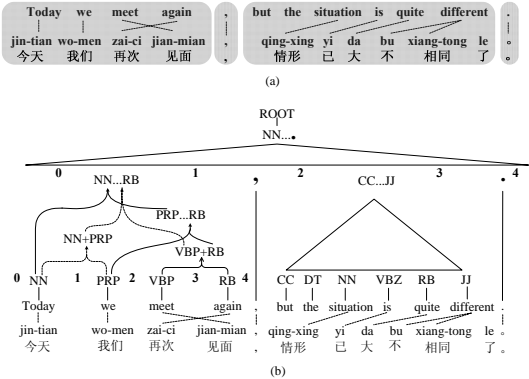 Today we meet again , but the situation is quite different .
jin-tian wo-men zai-ci jian-mian , qing-xing yi da bu xiang-tong le 。
今天 我们 再次 见面 , 情形 已 大 不 相同 了 。
(a)
ROOT
NN...•
0 1 , 2 3 . 4
NN...RB CC...JJ
PRP...RB
NN+PRP
VBP+RB
0 NN 1 PRP 2 VBP 3 RB 4 CC DT NN VBZ RB JJ
Today we meet again , but the situation is quite different .
jin-tian wo-men zai-ci jian-mian , qing-xing yi da bu xiang-tong le 。
今天 我们 再次 见面 , 情形 已 大 不 相同 了 。
(b)